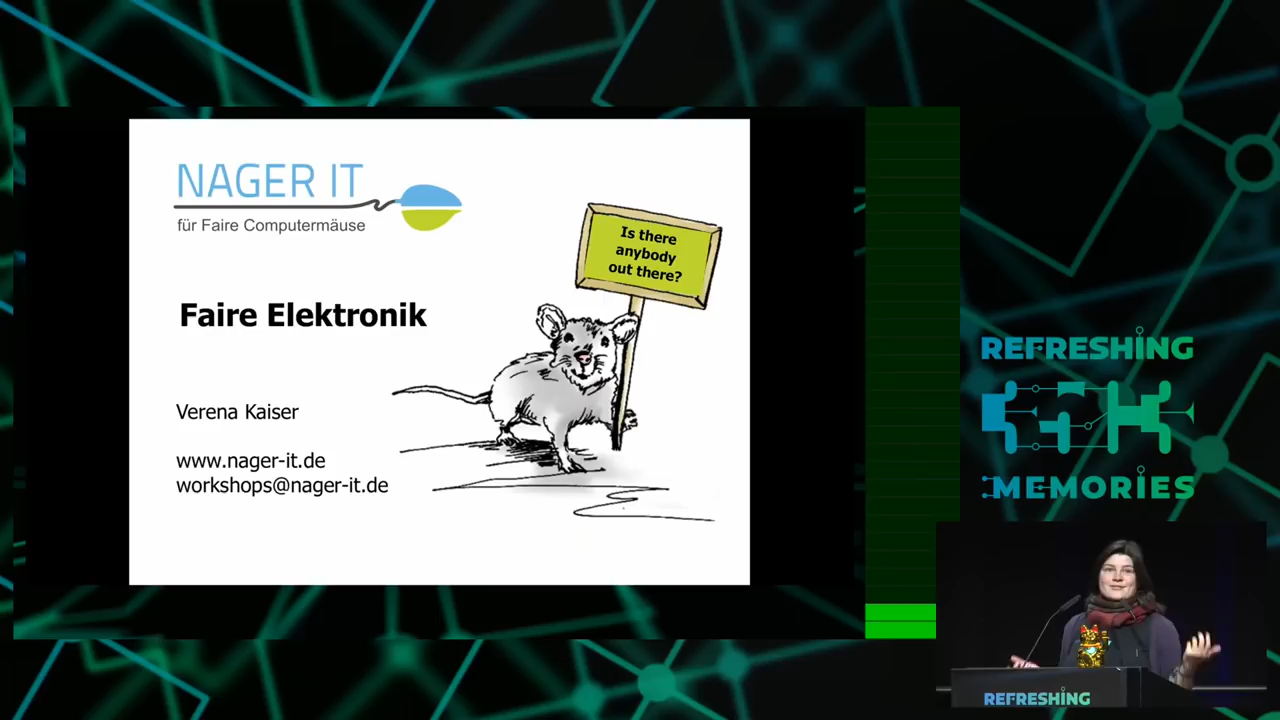 NAGER IT
für Faire Computermäuse
Is there
anybody
out there?
Faire Elektronik
Verena Kaiser
www.nager-it.de
workshops@nager-it.de
REFRESHING
35C3
MEMORIES
REFRESHING